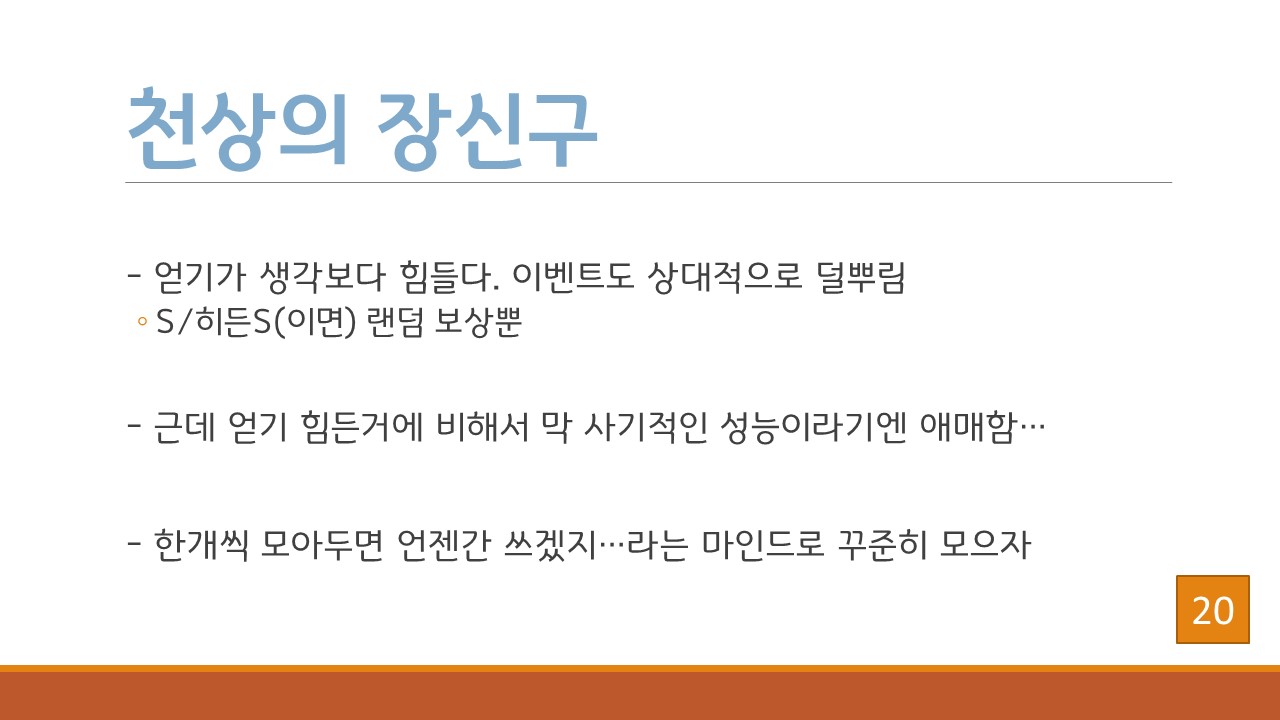 천상의 장신구
- 얻기가 생각보다 힘들다. 이벤트도 상대적으로 덜뿌림
◦ S/히든S(이면) 랜덤 보상뿐
- 근데 얻기 힘든거에 비해서 막 사기적인 성능이라기엔 애매함…
- 한개씩 모아두면 언젠간 쓰겠지…라는 마인드로 꾸준히 모으자
20